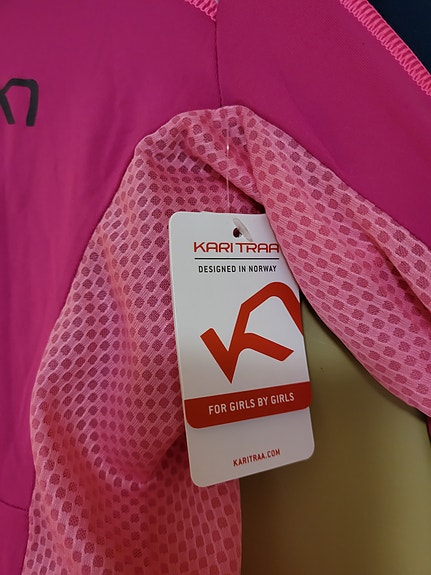 KARI TRAA
DESIGNED IN NORWAY
FOR GIRLS BY GIRLS
KARITRAA.COM